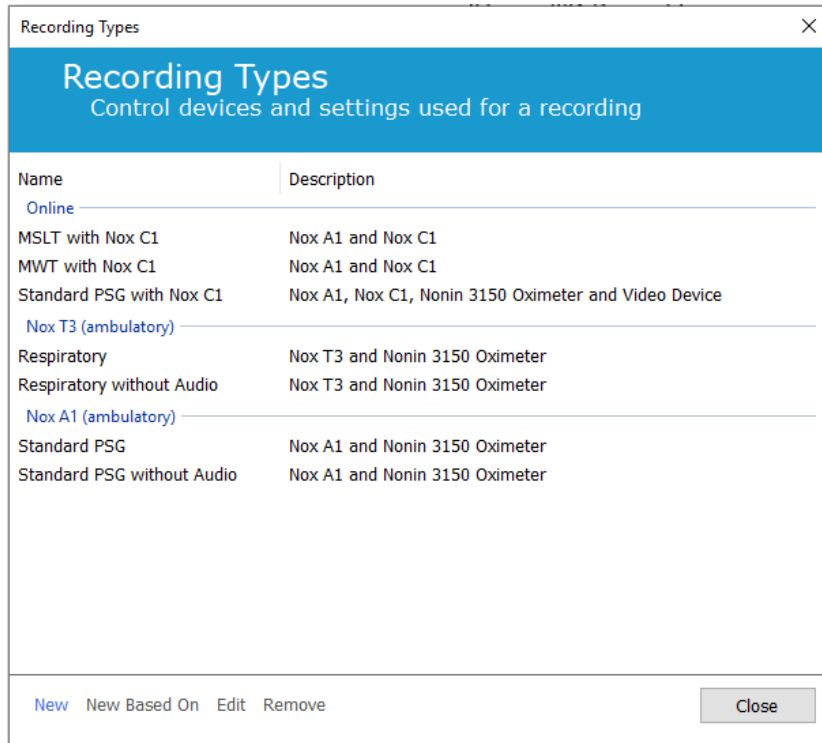 Recording Types
Recording Types
Control devices and settings used for a recording
Name Description
Online
MSLT with Nox C1 Nox A1 and Nox C1
MWT with Nox C1 Nox A1 and Nox C1
Standard PSG with Nox C1 Nox A1, Nox C1, Nonin 3150 Oximeter and Video Device
Nox T3 (ambulatory)
Respiratory Nox T3 and Nonin 3150 Oximeter
Respiratory without Audio Nox T3 and Nonin 3150 Oximeter
Nox A1 (ambulatory)
Standard PSG Nox A1 and Nonin 3150 Oximeter
Standard PSG without Audio Nox A1 and Nonin 3150 Oximeter
New New Based On Edit Remove Close